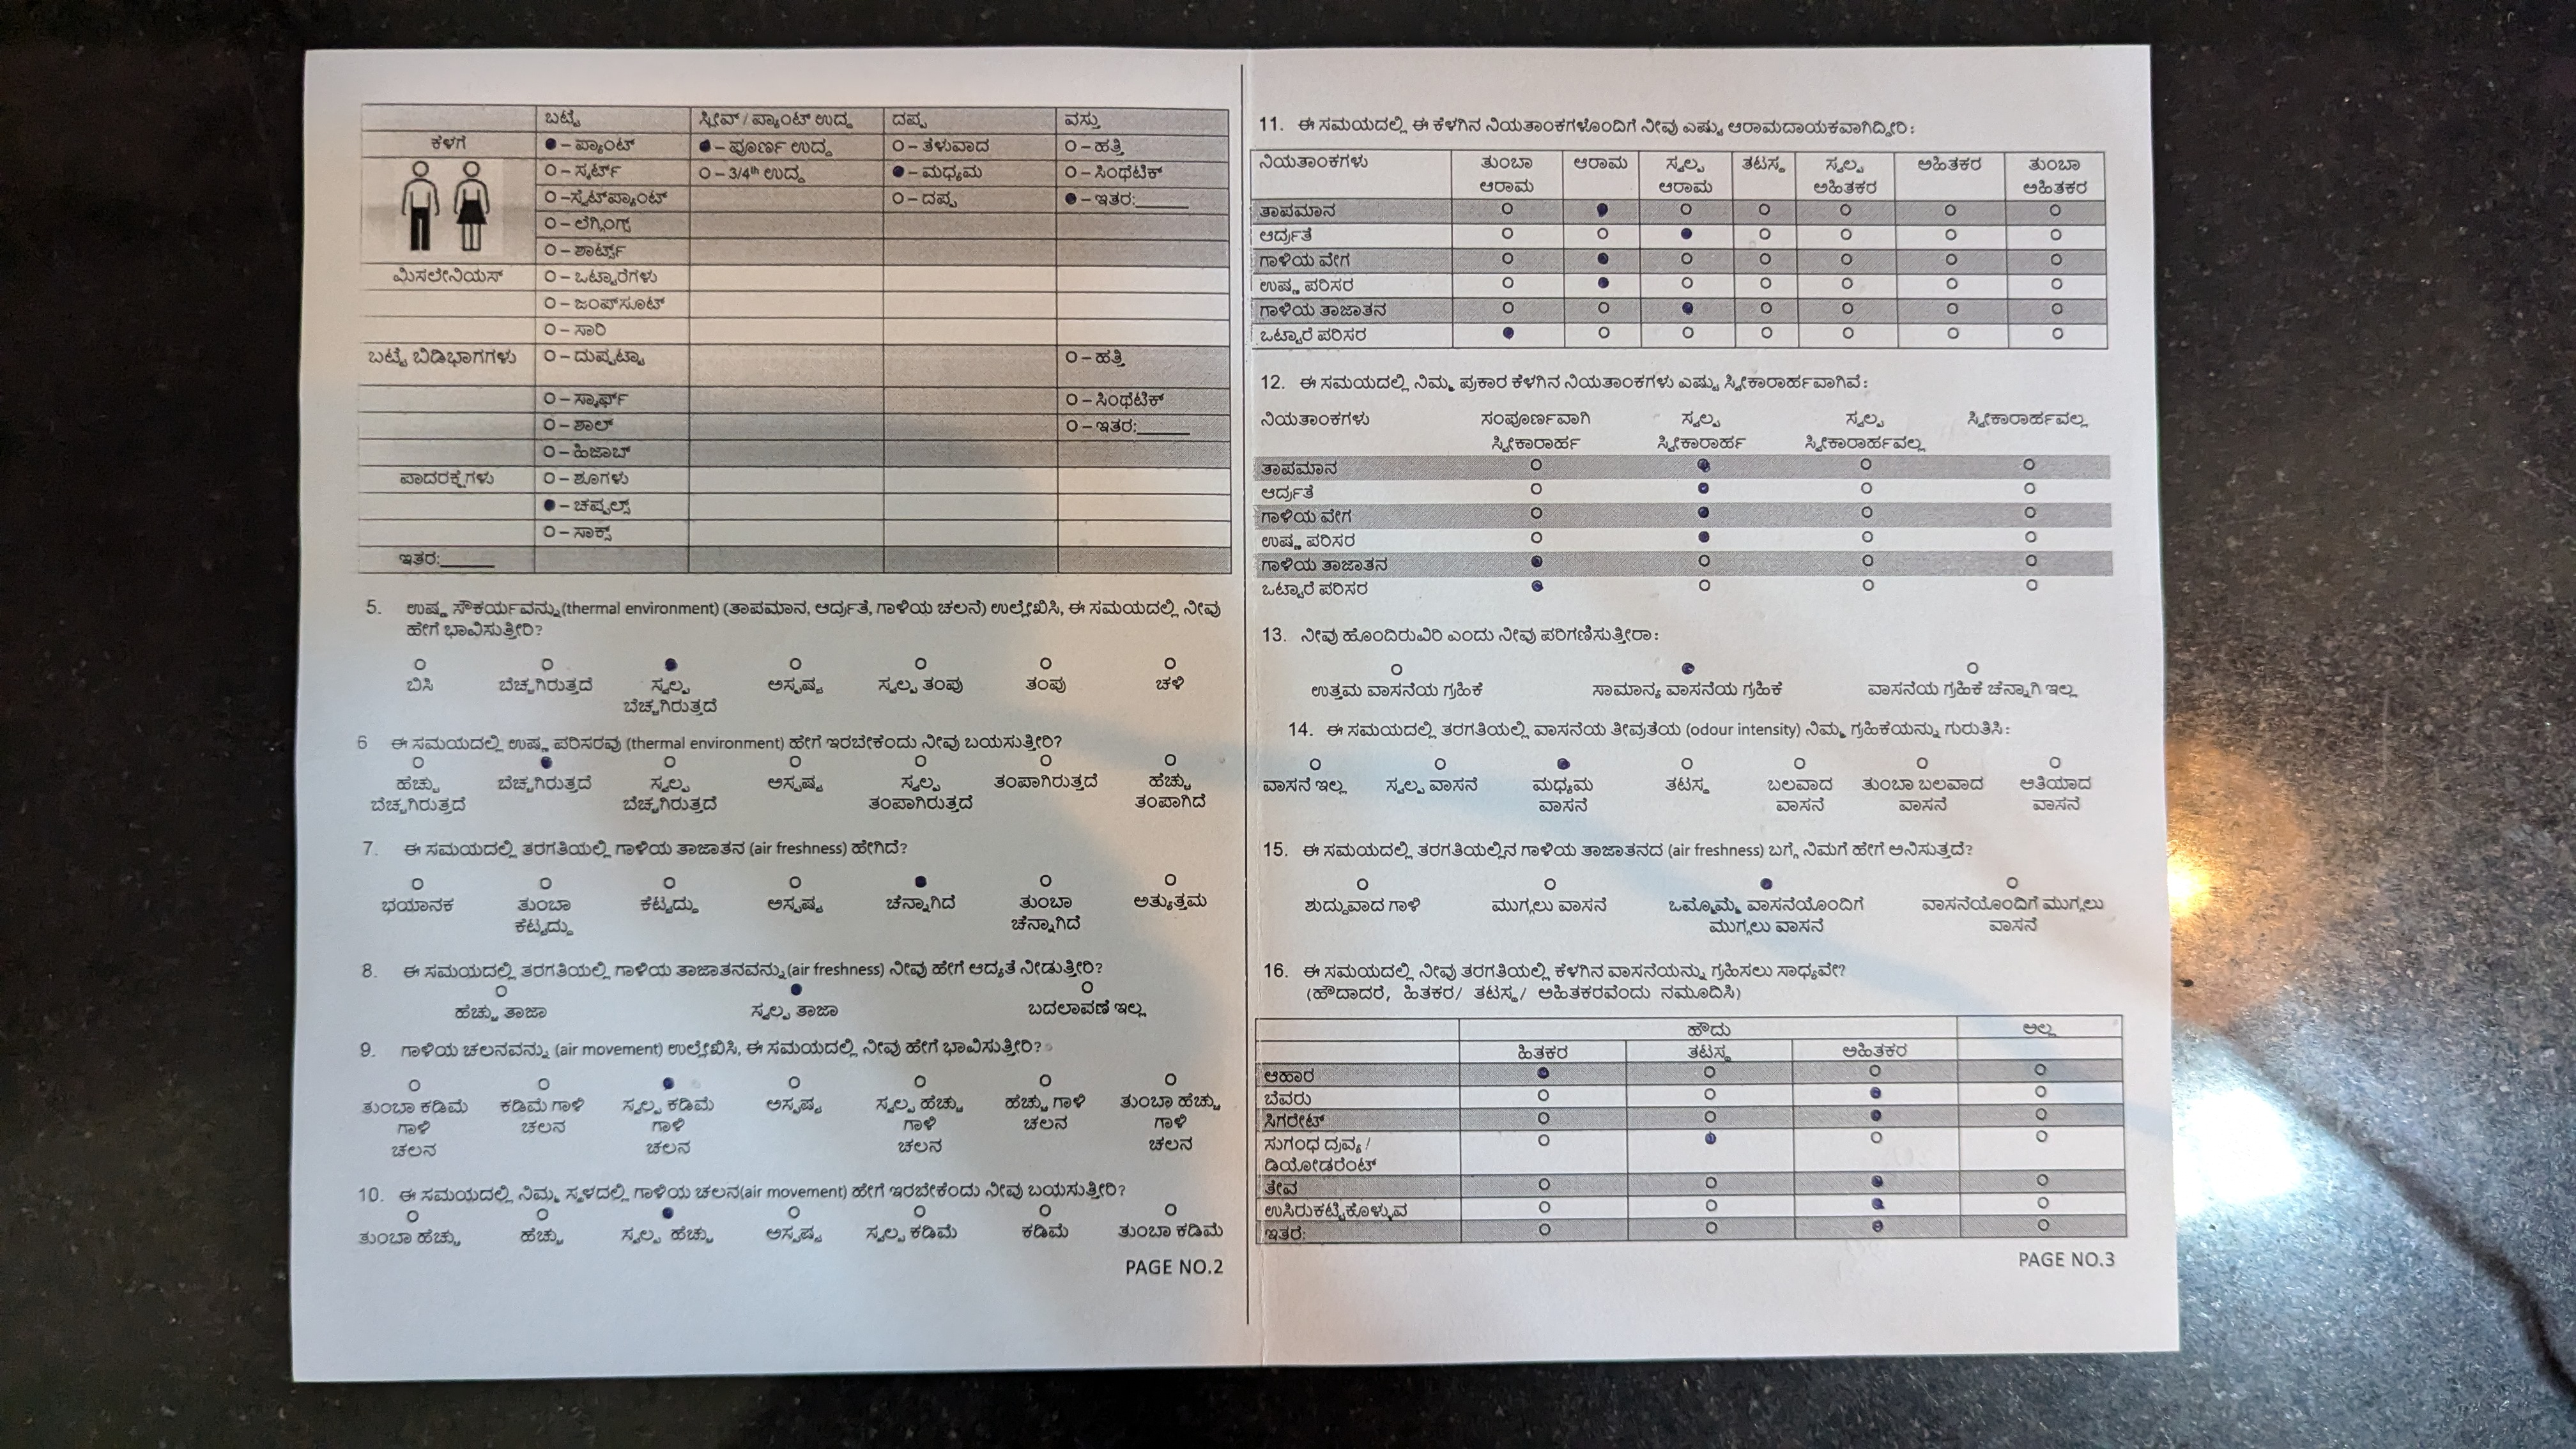 ಬಟ್ಟೆ ಸ್ಲೀವ್ / ಪ್ಯಾಂಟ್ ಉದ್ದ ದಪ್ಪ ವಸ್ತು
ಕೆಳಗೆ ● – ಪ್ಯಾಂಟ್ ● – ಪೂರ್ಣ ಉದ್ದ O – ತೆಳುವಾದ O – ಹತ್ತಿ
O – ಸ್ಕರ್ಟ್ O – 3/4th ಉದ್ದ ● – ಮಧ್ಯಮ O – ಸಿಂಥೆಟಿಕ್
O –ಸ್ವೆಟ್‌ಪ್ಯಾಂಟ್ O – ದಪ್ಪ ● – ಇತರ:______
O – ಲೆಗ್ಗಿಂಗ್ಸ್
O – ಶಾರ್ಟ್ಸ್
ಮಿಸಲೇನಿಯಸ್ O – ಒಟ್ಟಾರೆಗಳು
O – ಜಂಪ್‌ಸೂಟ್
O – ಸಾರಿ
ಬಟ್ಟೆ ಬಿಡಿಭಾಗಗಳು O – ದುಪ್ಪಟ್ಟಾ O – ಹತ್ತಿ
O – ಸ್ಕಾರ್ಫ್ O – ಸಿಂಥೆಟಿಕ್
O – ಶಾಲ್ O – ಇತರ:______
O – ಹಿಜಾಬ್
ಪಾದರಕ್ಷೆಗಳು O – ಶೂಗಳು
● – ಚಪ್ಪಲ್ಸ್
O – ಸಾಕ್ಸ್
ಇತರ:______
5. ಉಷ್ಣ ಸೌಕರ್ಯವನ್ನು(thermal environment) (ತಾಪಮಾನ, ಆರ್ದ್ರತೆ, ಗಾಳಿಯ ಚಲನೆ) ಉಲ್ಲೇಖಿಸಿ, ಈ ಸಮಯದಲ್ಲಿ ನೀವು
ಹೇಗೆ ಭಾವಿಸುತ್ತೀರಿ?
ಬಿಸಿ ಬೆಚ್ಚಗಿರುತ್ತದೆ ಸ್ವಲ್ಪ ಅಸ್ಪಷ್ಟ ಸ್ವಲ್ಪ ತಂಪು ತಂಪು ಚಳಿ
ಬೆಚ್ಚಗಿರುತ್ತದೆ
6 ಈ ಸಮಯದಲ್ಲಿ ಉಷ್ಣ ಪರಿಸರವು (thermal environment) ಹೇಗೆ ಇರಬೇಕೆಂದು ನೀವು ಬಯಸುತ್ತೀರಿ?
ಹೆಚ್ಚು ಬೆಚ್ಚಗಿರುತ್ತದೆ ಸ್ವಲ್ಪ ಅಸ್ಪಷ್ಟ ಸ್ವಲ್ಪ ತಂಪಾಗಿರುತ್ತದೆ ಹೆಚ್ಚು
ಬೆಚ್ಚಗಿರುತ್ತದೆ ಬೆಚ್ಚಗಿರುತ್ತದೆ ತಂಪಾಗಿರುತ್ತದೆ ತಂಪಾಗಿದೆ
7. ಈ ಸಮಯದಲ್ಲಿ ತರಗತಿಯಲ್ಲಿ ಗಾಳಿಯ ತಾಜಾತನ (air freshness) ಹೇಗಿದೆ?
ಭಯಾನಕ ತುಂಬಾ ಕೆಟ್ಟದ್ದು ಅಸ್ಪಷ್ಟ ಚೆನ್ನಾಗಿದೆ ತುಂಬಾ ಅತ್ಯುತ್ತಮ
ಕೆಟ್ಟದ್ದು ಚೆನ್ನಾಗಿದೆ
8. ಈ ಸಮಯದಲ್ಲಿ ತರಗತಿಯಲ್ಲಿ ಗಾಳಿಯ ತಾಜಾತನವನ್ನು(air freshness) ನೀವು ಹೇಗೆ ಆದ್ಯತೆ ನೀಡುತ್ತೀರಿ?
ಹೆಚ್ಚು ತಾಜಾ ಸ್ವಲ್ಪ ತಾಜಾ ಬದಲಾವಣೆ ಇಲ್ಲ
9. ಗಾಳಿಯ ಚಲನವನ್ನು (air movement) ಉಲ್ಲೇಖಿಸಿ, ಈ ಸಮಯದಲ್ಲಿ ನೀವು ಹೇಗೆ ಭಾವಿಸುತ್ತೀರಿ?
ತುಂಬಾ ಕಡಿಮೆ ಕಡಿಮೆ ಗಾಳಿ ಸ್ವಲ್ಪ ಕಡಿಮೆ ಅಸ್ಪಷ್ಟ ಸ್ವಲ್ಪ ಹೆಚ್ಚು ಹೆಚ್ಚು ಗಾಳಿ ತುಂಬಾ ಹೆಚ್ಚು
ಗಾಳಿ ಚಲನ ಗಾಳಿ ಗಾಳಿ ಚಲನ ಗಾಳಿ
ಚಲನ ಚಲನ ಚಲನ ಚಲನ
10. ಈ ಸಮಯದಲ್ಲಿ ನಿಮ್ಮ ಸ್ಥಳದಲ್ಲಿ ಗಾಳಿಯ ಚಲನ(air movement) ಹೇಗೆ ಇರಬೇಕೆಂದು ನೀವು ಬಯಸುತ್ತೀರಿ?
ತುಂಬಾ ಹೆಚ್ಚು ಹೆಚ್ಚು ಸ್ವಲ್ಪ ಹೆಚ್ಚು ಅಸ್ಪಷ್ಟ ಸ್ವಲ್ಪ ಕಡಿಮೆ ಕಡಿಮೆ ತುಂಬಾ ಕಡಿಮೆ
PAGE NO.2
11. ಈ ಸಮಯದಲ್ಲಿ ಈ ಕೆಳಗಿನ ನಿಯತಾಂಕಗಳೊಂದಿಗೆ ನೀವು ಎಷ್ಟು ಆರಾಮದಾಯಕವಾಗಿದ್ದೀರಿ:
ನಿಯತಾಂಕಗಳು ತುಂಬಾ ಆರಾಮ ಸ್ವಲ್ಪ ತಟಸ್ಥ ಸ್ವಲ್ಪ ಅಹಿತಕರ ತುಂಬಾ
ಆರಾಮ ಆರಾಮ ಅಹಿತಕರ ಅಹಿತಕರ
ತಾಪಮಾನ
ಆರ್ದ್ರತೆ
ಗಾಳಿಯ ವೇಗ
ಉಷ್ಣ ಪರಿಸರ
ಗಾಳಿಯ ತಾಜಾತನ
ಒಟ್ಟಾರೆ ಪರಿಸರ
12. ಈ ಸಮಯದಲ್ಲಿ ನಿಮ್ಮ ಪ್ರಕಾರ ಕೆಳಗಿನ ನಿಯತಾಂಕಗಳು ಎಷ್ಟು ಸ್ವೀಕಾರಾರ್ಹವಾಗಿವೆ:
ನಿಯತಾಂಕಗಳು ಸಂಪೂರ್ಣವಾಗಿ ಸ್ವಲ್ಪ ಸ್ವಲ್ಪ ಸ್ವೀಕಾರಾರ್ಹವಲ್ಲ
ಸ್ವೀಕಾರಾರ್ಹ ಸ್ವೀಕಾರಾರ್ಹ ಸ್ವೀಕಾರಾರ್ಹವಲ್ಲ
ತಾಪಮಾನ
ಆರ್ದ್ರತೆ
ಗಾಳಿಯ ವೇಗ
ಉಷ್ಣ ಪರಿಸರ
ಗಾಳಿಯ ತಾಜಾತನ
ಒಟ್ಟಾರೆ ಪರಿಸರ
13. ನೀವು ಹೊಂದಿರುವಿರಿ ಎಂದು ನೀವು ಪರಿಗಣಿಸುತ್ತೀರಾ:
ಉತ್ತಮ ವಾಸನೆಯ ಗ್ರಹಿಕೆ ಸಾಮಾನ್ಯ ವಾಸನೆಯ ಗ್ರಹಿಕೆ ವಾಸನೆಯ ಗ್ರಹಿಕೆ ಚೆನ್ನಾಗಿ ಇಲ್ಲ
14. ಈ ಸಮಯದಲ್ಲಿ ತರಗತಿಯಲ್ಲಿ ವಾಸನೆಯ ತೀವ್ರತೆಯ (odour intensity) ನಿಮ್ಮ ಗ್ರಹಿಕೆಯನ್ನು ಗುರುತಿಸಿ:
ವಾಸನೆ ಇಲ್ಲ ಸ್ವಲ್ಪ ವಾಸನೆ ಮಧ್ಯಮ ತಟಸ್ಥ ಬಲವಾದ ತುಂಬಾ ಬಲವಾದ ಅತಿಯಾದ
ವಾಸನೆ ವಾಸನೆ ವಾಸನೆ ವಾಸನೆ
15. ಈ ಸಮಯದಲ್ಲಿ ತರಗತಿಯಲ್ಲಿನ ಗಾಳಿಯ ತಾಜಾತನದ (air freshness) ಬಗ್ಗೆ ನಿಮಗೆ ಹೇಗೆ ಅನಿಸುತ್ತದೆ?
ಶುದ್ದುವಾದ ಗಾಳಿ ಮುಗ್ಗಲು ವಾಸನೆ ಒಮ್ಮೊಮ್ಮೆ ವಾಸನೆಯೊಂದಿಗೆ ವಾಸನೆಯೊಂದಿಗೆ ಮುಗ್ಗಲು
ಮುಗ್ಗಲು ವಾಸನೆ ವಾಸನೆ
16. ಈ ಸಮಯದಲ್ಲಿ ನೀವು ತರಗತಿಯಲ್ಲಿ ಕೆಳಗಿನ ವಾಸನೆಯನ್ನು ಗ್ರಹಿಸಲು ಸಾಧ್ಯವೇ?
(ಹೌದಾದರೆ, ಹಿತಕರ/ ತಟಸ್ಥ/ ಅಹಿತಕರವೆಂದು ನಮೂದಿಸಿ)
ಹೌದು ಅಲ್ಲ
ಹಿತಕರ ತಟಸ್ಥ ಅಹಿತಕರ
ಆಹಾರ
ಬೆವರು
ಸಿಗರೇಟ್
ಸುಗಂಧ ದ್ರವ್ಯ /
ಡಿಯೋಡರೆಂಟ್
ತೇವ
ಉಸಿರುಕಟ್ಟಿಕೊಳ್ಳುವ
ಇತರ:
PAGE NO.3